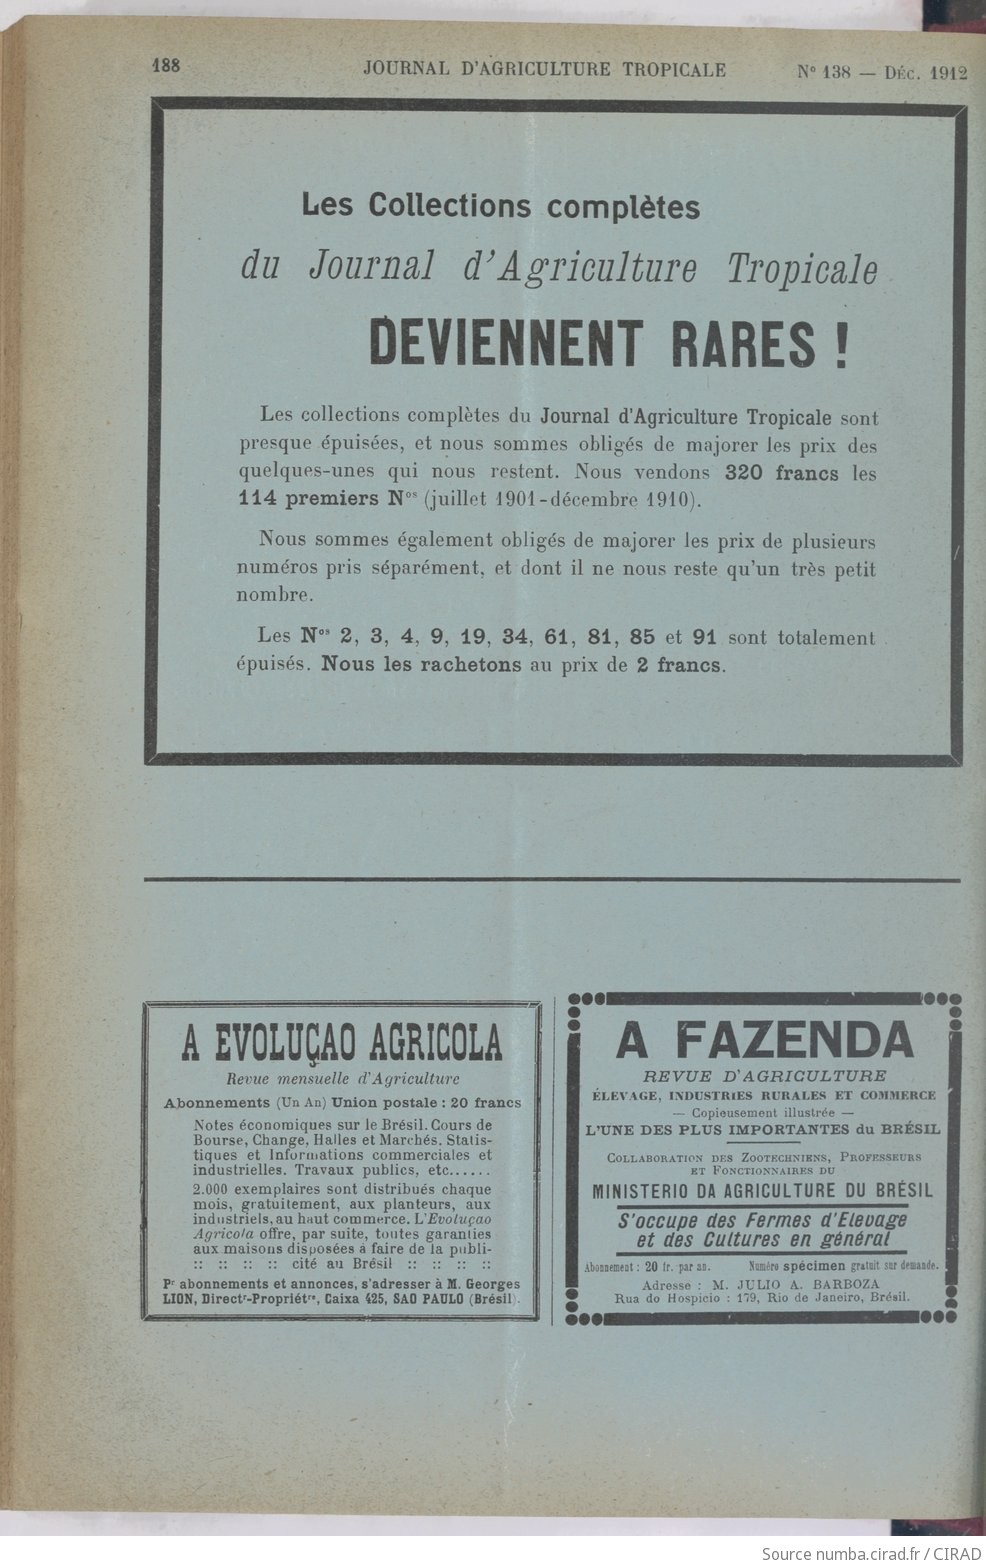 188 JOURNAL D'AGRICULTURE TROPICALE N° 138 — Déc. 1912
Les Collections complètes
du Journal d'Agriculture Tropicale
DEVIENNENT RARES !
Les collections complètes du Journal d'Agriculture Tropicale sont
presque épuisées, et nous sommes obligés de majorer les prix des
quelques-unes qui nous restent. Nous vendons 320 francs les
114 premiers Nos (juillet 1901-décembre 1910).
Nous sommes également obligés de majorer les prix de plusieurs
numéros pris séparément, et dont il ne nous reste qu'un très petit
nombre.
Les Nos 2, 3, 4, 9, 19, 34, 61, 81, 85 et 91 sont totalement
épuisés. Nous les rachetons au prix de 2 francs.
A EVOLUÇAO AGRICOLA
Revue mensuelle d'Agriculture
Abonnements (Un An) Union postale : 20 francs
Notes économiques sur le Brésil. Cours de
Bourse, Change, Halles et Marchés. Statis-
tiques et Informations commerciales et
industrielles. Travaux publics, etc......
2.000 exemplaires sont distribués chaque
mois, gratuitement, aux planteurs, aux
industriels, au haut commerce. L'Evoluçao
Agricola offre, par suite, toutes garanties
aux maisons disposées à faire de la publi-
:: :: :: :: cité au Brésil :: :: :: ::
Pr abonnements et annonces, s'adresser à M. Georges
LION, Directr-Propriétre, Caixa 425, SAO PAULO (Brésil).
A FAZENDA
REVUE D'AGRICULTURE
ÉLEVAGE, INDUSTRIES RURALES ET COMMERCE
— Copieusement illustrée —
L'UNE DES PLUS IMPORTANTES du BRÉSIL
Collaboration des Zootechniens, Professeurs
et Fonctionnaires du
MINISTERIO DA AGRICULTURE DU BRÉSIL
S'occupe des Fermes d'Elevage
et des Cultures en général
Abonnement : 20 fr. par an. Numéro spécimen gratuit sur demande.
Adresse : M. JULIO A. BARBOZA
Rua do Hospicio : 179, Rio de Janeiro, Brésil.
Source numba.cirad.fr / CIRAD